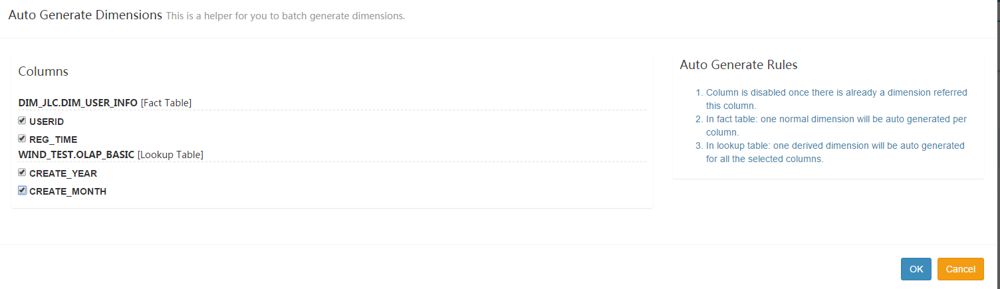 Auto Generate Dimensions This is a helper for you to batch generate dimensions.
Columns
DIM_JLC.DIM_USER_INFO [Fact Table]
USERID
REG_TIME
WIND_TEST.OLAP_BASIC [Lookup Table]
CREATE_YEAR
CREATE_MONTH
Auto Generate Rules
1. Column is disabled once there is already a dimension referred
this column.
2. In fact table: one normal dimension will be auto generated per
column.
3. In lookup table: one derived dimension will be auto generated
for all the selected columns.
OK Cancel